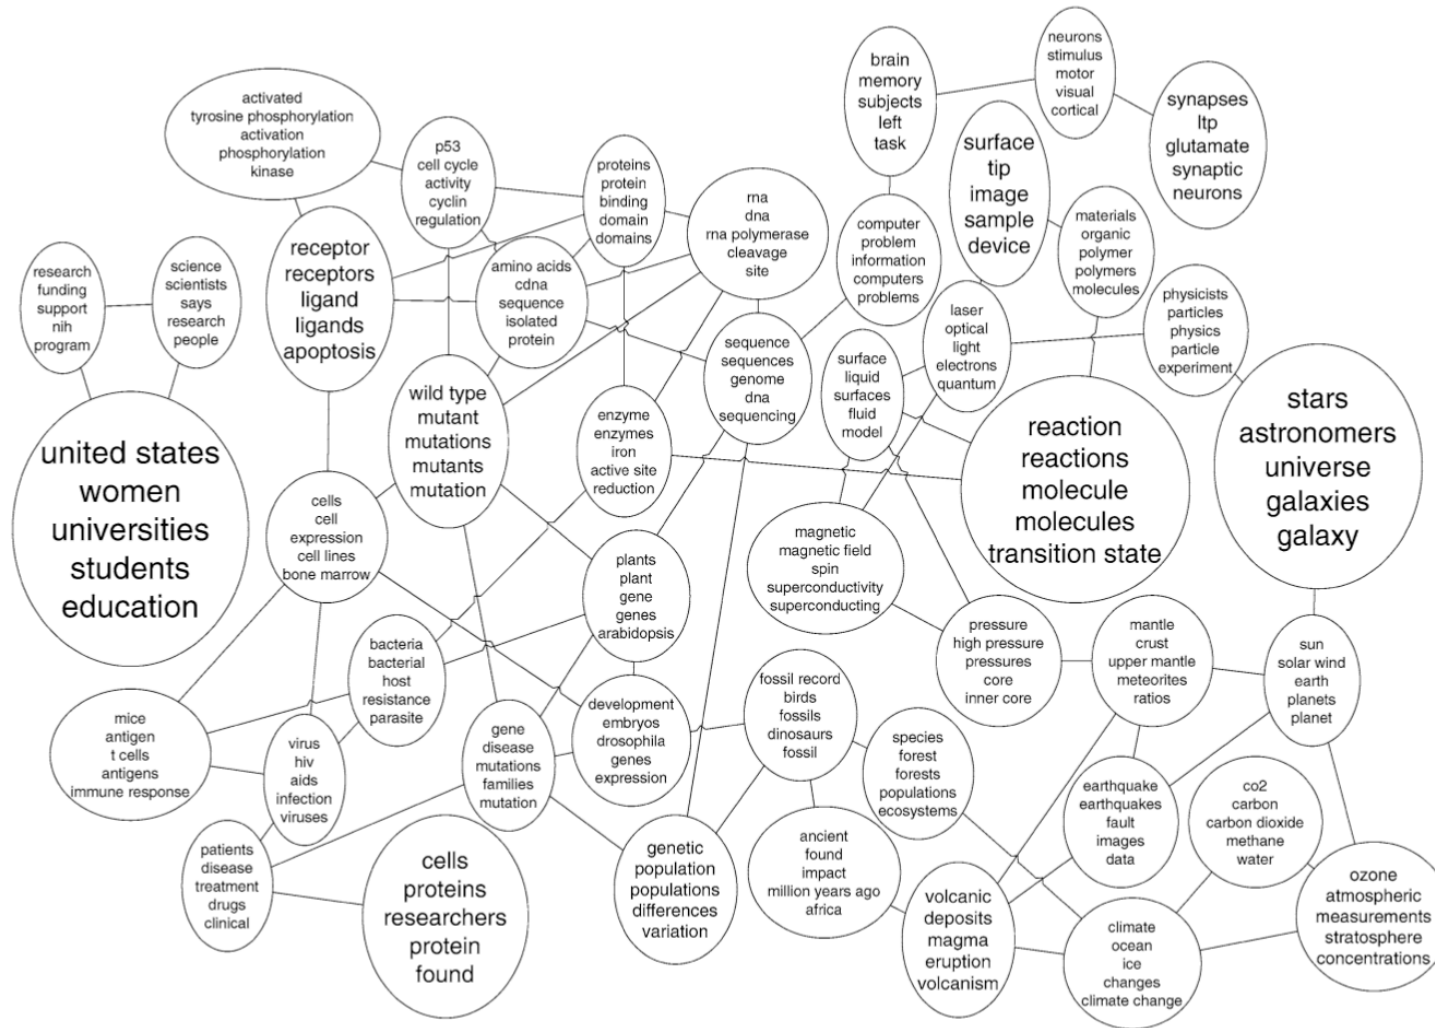 neurons
stimulus
motor
visual
cortical
brain
memory
subjects
left
task
synapses
ltp
glutamate
synaptic
neurons
activated
tyrosine phosphorylation
activation
phosphorylation
kinase
p53
cell cycle
activity
cyclin
regulation
proteins
protein
binding
domain
domains
rna
dna
rna polymerase
cleavage
site
surface
tip
image
sample
device
computer
problem
information
computers
problems
materials
organic
polymer
polymers
molecules
research
funding
support
nih
program
science
scientists
says
research
people
receptor
receptors
ligand
ligands
apoptosis
amino acids
cdna
sequence
isolated
protein
laser
optical
light
electrons
quantum
physicists
particles
physics
particle
experiment
sequence
sequences
genome
dna
sequencing
surface
liquid
surfaces
fluid
model
wild type
mutant
mutations
mutants
mutation
enzyme
enzymes
iron
active site
reduction
reaction
reactions
molecule
molecules
transition state
stars
astronomers
universe
galaxies
galaxy
united states
women
universities
students
education
cells
cell
expression
cell lines
bone marrow
magnetic
magnetic field
spin
superconductivity
superconducting
plants
plant
gene
genes
arabidopsis
pressure
high pressure
pressures
core
inner core
mantle
crust
upper mantle
meteorites
ratios
sun
solar wind
earth
planets
planet
bacteria
bacterial
host
resistance
parasite
fossil record
birds
fossils
dinosaurs
fossil
development
embryos
drosophila
genes
expression
mice
antigen
t cells
antigens
immune response
virus
hiv
aids
infection
viruses
gene
disease
mutations
families
mutation
species
forest
forests
populations
ecosystems
earthquake
earthquakes
fault
images
data
co2
carbon
carbon dioxide
methane
water
patients
disease
treatment
drugs
clinical
cells
proteins
researchers
protein
found
genetic
population
populations
differences
variation
ancient
found
impact
million years ago
africa
volcanic
deposits
magma
eruption
volcanism
climate
ocean
ice
changes
climate change
ozone
atmospheric
measurements
stratosphere
concentrations